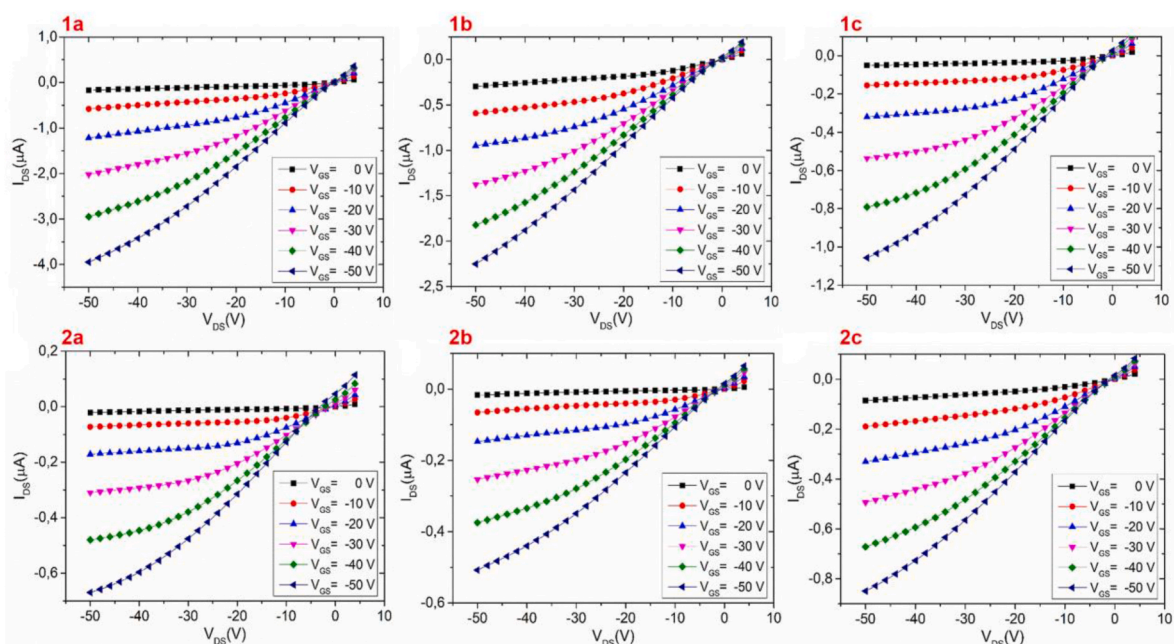 1a
1,0
0,0
-1,0
-2,0
-3,0
-4,0
I_DS(μA)
V_GS= 0 V
V_GS= -10 V
V_GS= -20 V
V_GS= -30 V
V_GS= -40 V
V_GS= -50 V
-50 -40 -30 -20 -10 0 10
V_DS(V)
1b
0,0
-0,5
-1,0
-1,5
-2,0
-2,5
I_DS(μA)
V_GS= 0 V
V_GS= -10 V
V_GS= -20 V
V_GS= -30 V
V_GS= -40 V
V_GS= -50 V
-50 -40 -30 -20 -10 0 10
V_DS(V)
1c
0,0
-0,2
-0,4
-0,6
-0,8
-1,0
-1,2
I_DS(μA)
V_GS= 0 V
V_GS= -10 V
V_GS= -20 V
V_GS= -30 V
V_GS= -40 V
V_GS= -50 V
-50 -40 -30 -20 -10 0 10
V_DS(V)
2a
0,2
0,0
-0,2
-0,4
-0,6
I_DS(μA)
V_GS= 0 V
V_GS= -10 V
V_GS= -20 V
V_GS= -30 V
V_GS= -40 V
V_GS= -50 V
-50 -40 -30 -20 -10 0 10
V_DS(V)
2b
0,0
-0,2
-0,4
-0,6
I_DS(μA)
V_GS= 0 V
V_GS= -10 V
V_GS= -20 V
V_GS= -30 V
V_GS= -40 V
V_GS= -50 V
-50 -40 -30 -20 -10 0 10
V_DS(V)
2c
0,0
-0,2
-0,4
-0,6
-0,8
I_DS(μA)
V_GS= 0 V
V_GS= -10 V
V_GS= -20 V
V_GS= -30 V
V_GS= -40 V
V_GS= -50 V
-50 -40 -30 -20 -10 0 10
V_DS(V)